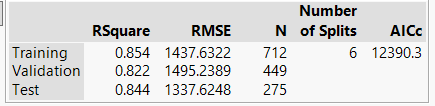 Number
RSquare RMSE N of Splits AICc
Training 0.854 1437.6322 712 6 12390.3
Validation 0.822 1495.2389 449
Test 0.844 1337.6248 275